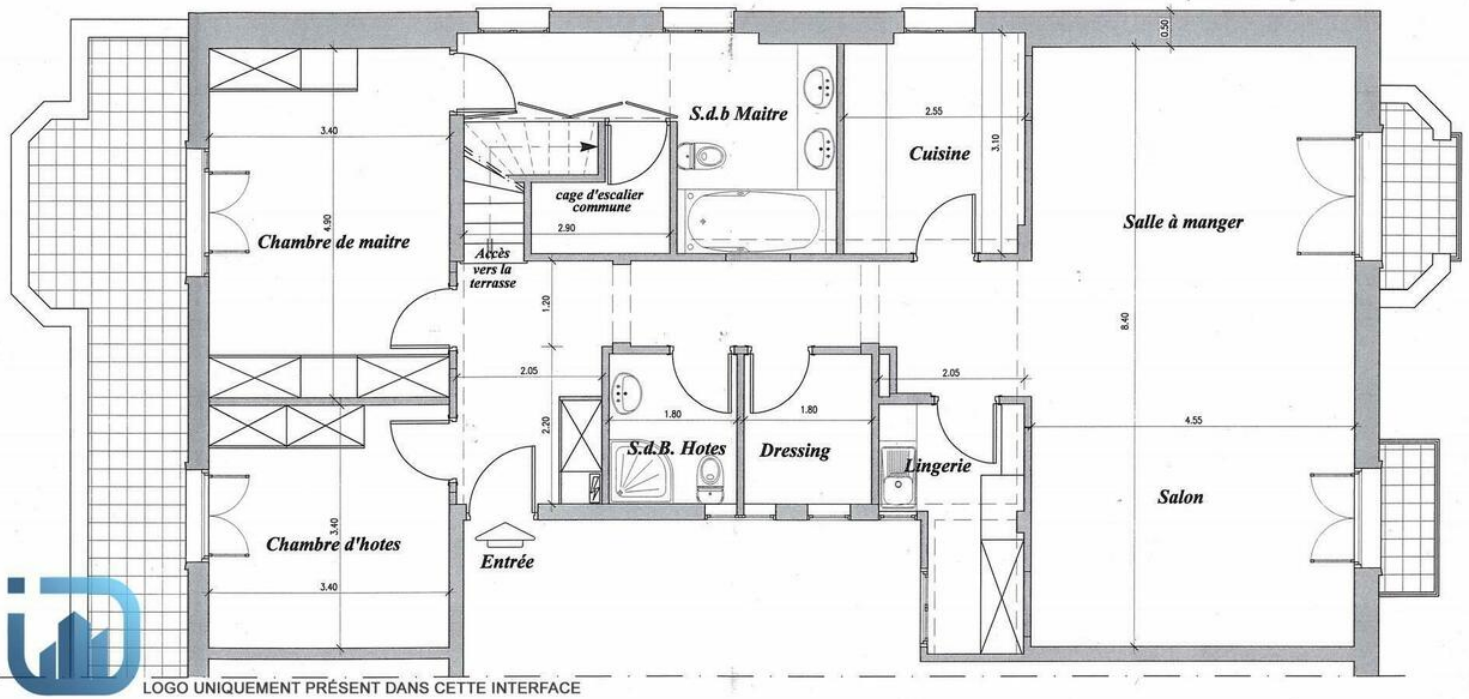 0.50
3.40
S.d.b Maitre
2.55
3.10
Cuisine
cage d'escalier
commune
2.90
4.90
Chambre de maitre
Salle à manger
Accès
vers la
terrasse
1.20
8.40
2.05
2.05
1.80
1.80
2.20
4.55
S.d.B. Hotes
Dressing
Lingerie
Salon
3.40
Chambre d'hotes
Entrée
3.40
iD
LOGO UNIQUEMENT PRÉSENT DANS CETTE INTERFACE